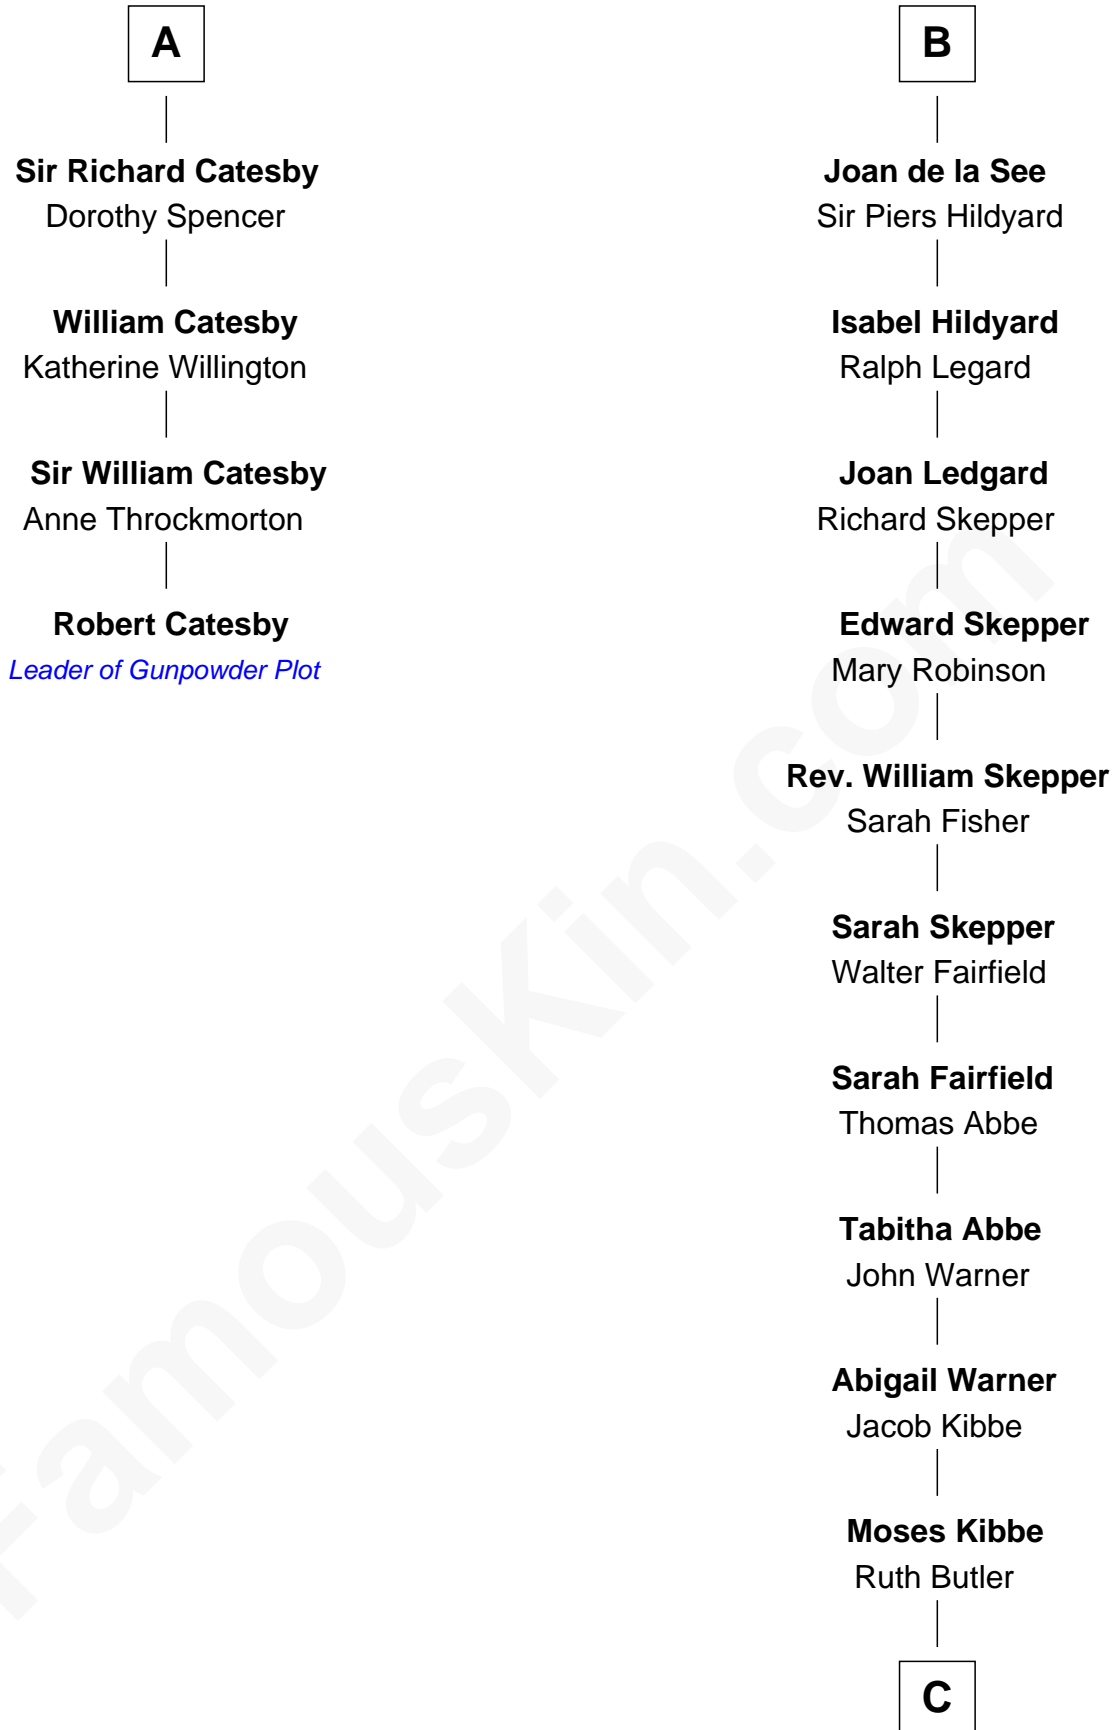 A
Sir Richard Catesby
Dorothy Spencer
William Catesby
Katherine Willington
Sir William Catesby
Anne Throckmorton
Robert Catesby
Leader of Gunpowder Plot
B
Joan de la See
Sir Piers Hildyard
Isabel Hildyard
Ralph Legard
Joan Ledgard
Richard Skepper
Edward Skepper
Mary Robinson
Rev. William Skepper
Sarah Fisher
Sarah Skepper
Walter Fairfield
Sarah Fairfield
Thomas Abbe
Tabitha Abbe
John Warner
Abigail Warner
Jacob Kibbe
Moses Kibbe
Ruth Butler
C
FamousKin.com